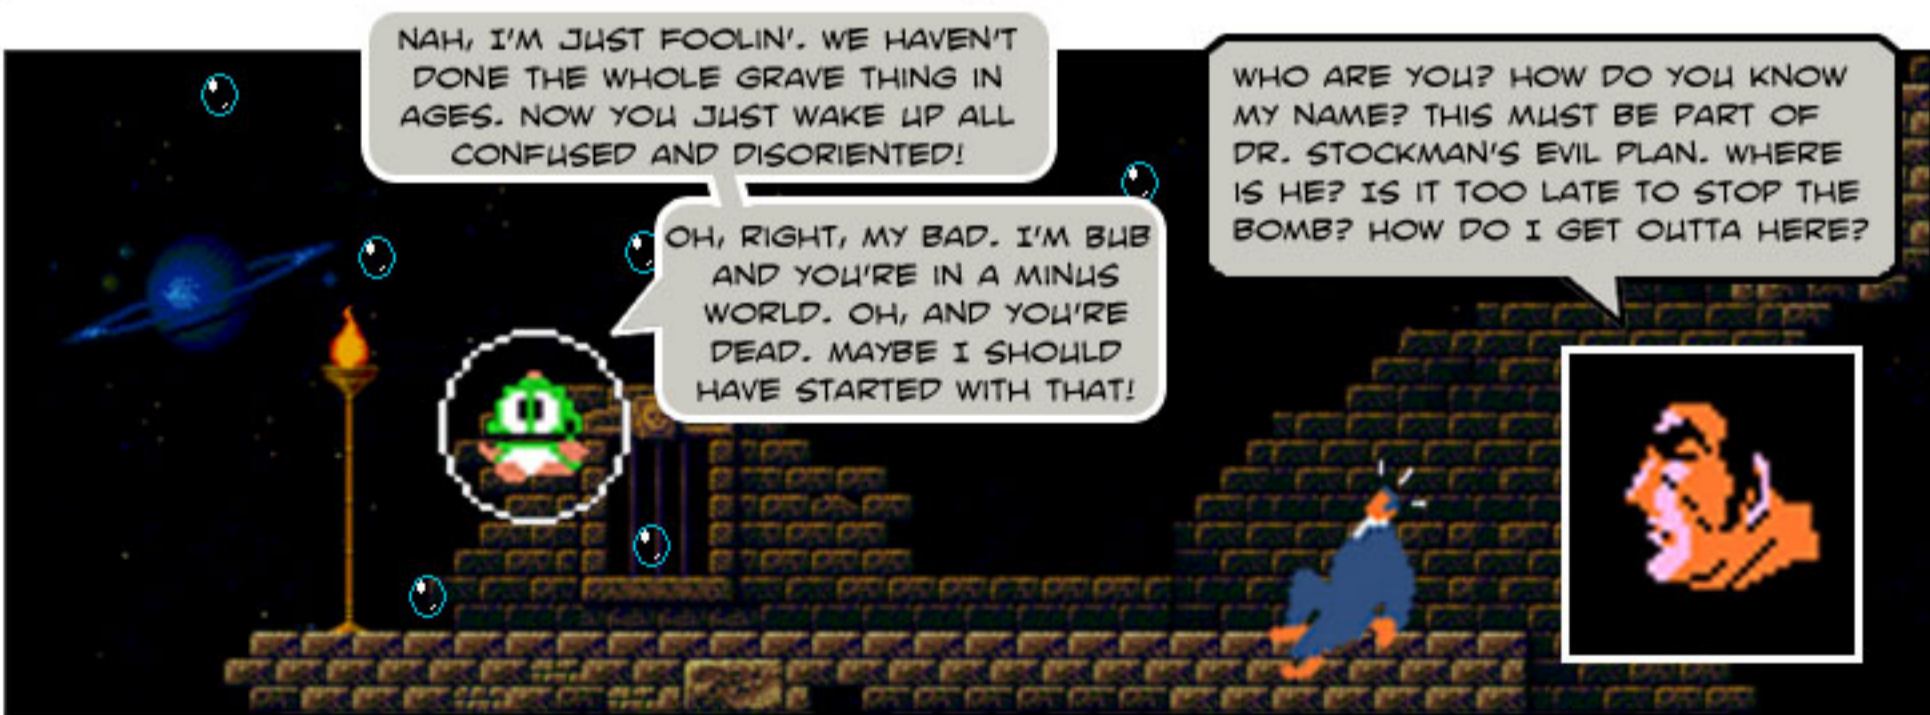 NAH, I'M JUST FOOLIN'. WE HAVEN'T
DONE THE WHOLE GRAVE THING IN
AGES. NOW YOU JUST WAKE UP ALL
CONFUSED AND DISORIENTED!
OH, RIGHT, MY BAD. I'M BUB
AND YOU'RE IN A MINUS
WORLD. OH, AND YOU'RE
DEAD. MAYBE I SHOULD
HAVE STARTED WITH THAT!
WHO ARE YOU? HOW DO YOU KNOW
MY NAME? THIS MUST BE PART OF
DR. STOCKMAN'S EVIL PLAN. WHERE
IS HE? IS IT TOO LATE TO STOP THE
BOMB? HOW DO I GET OUTTA HERE?